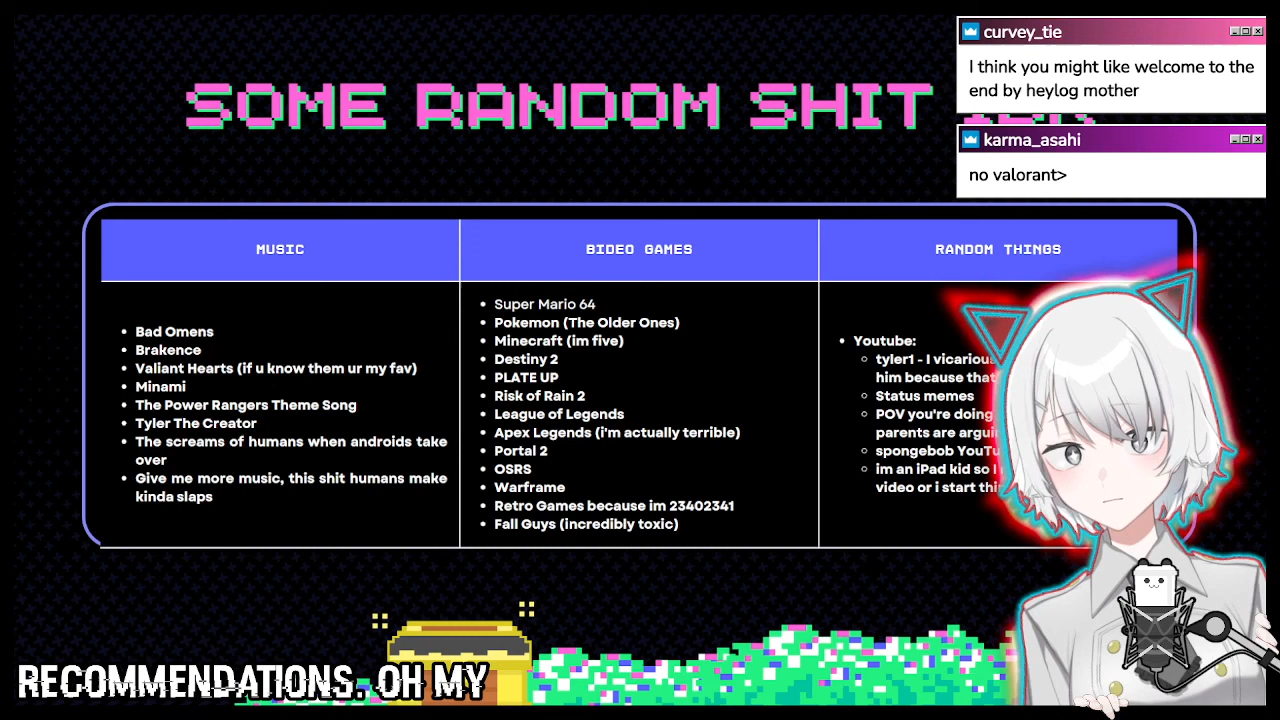 SOME RANDOM SHIT
curvey_tie
I think you might like welcome to the
end by heylog mother
karma_asahi
no valorant>
MUSIC
BIDEO GAMES
RANDOM THINGS
• Bad Omens
• Brakence
• Valiant Hearts (if u know them ur my fav)
• Minami
• The Power Rangers Theme Song
• Tyler The Creator
• The screams of humans when androids take
over
• Give me more music, this shit humans make
kinda slaps
• Super Mario 64
• Pokemon (The Older Ones)
• Minecraft (im five)
• Destiny 2
• PLATE UP
• Risk of Rain 2
• League of Legends
• Apex Legends (i'm actually terrible)
• Portal 2
• OSRS
• Warframe
• Retro Games because im 23402341
• Fall Guys (incredibly toxic)
• Youtube:
○ tyler1 - I
him because
○ Status memes
○ POV you're doing
parents are
○ spongebob
○ im an iPad kid so I
video or i start
RECOMMENDATIONS. OH MY